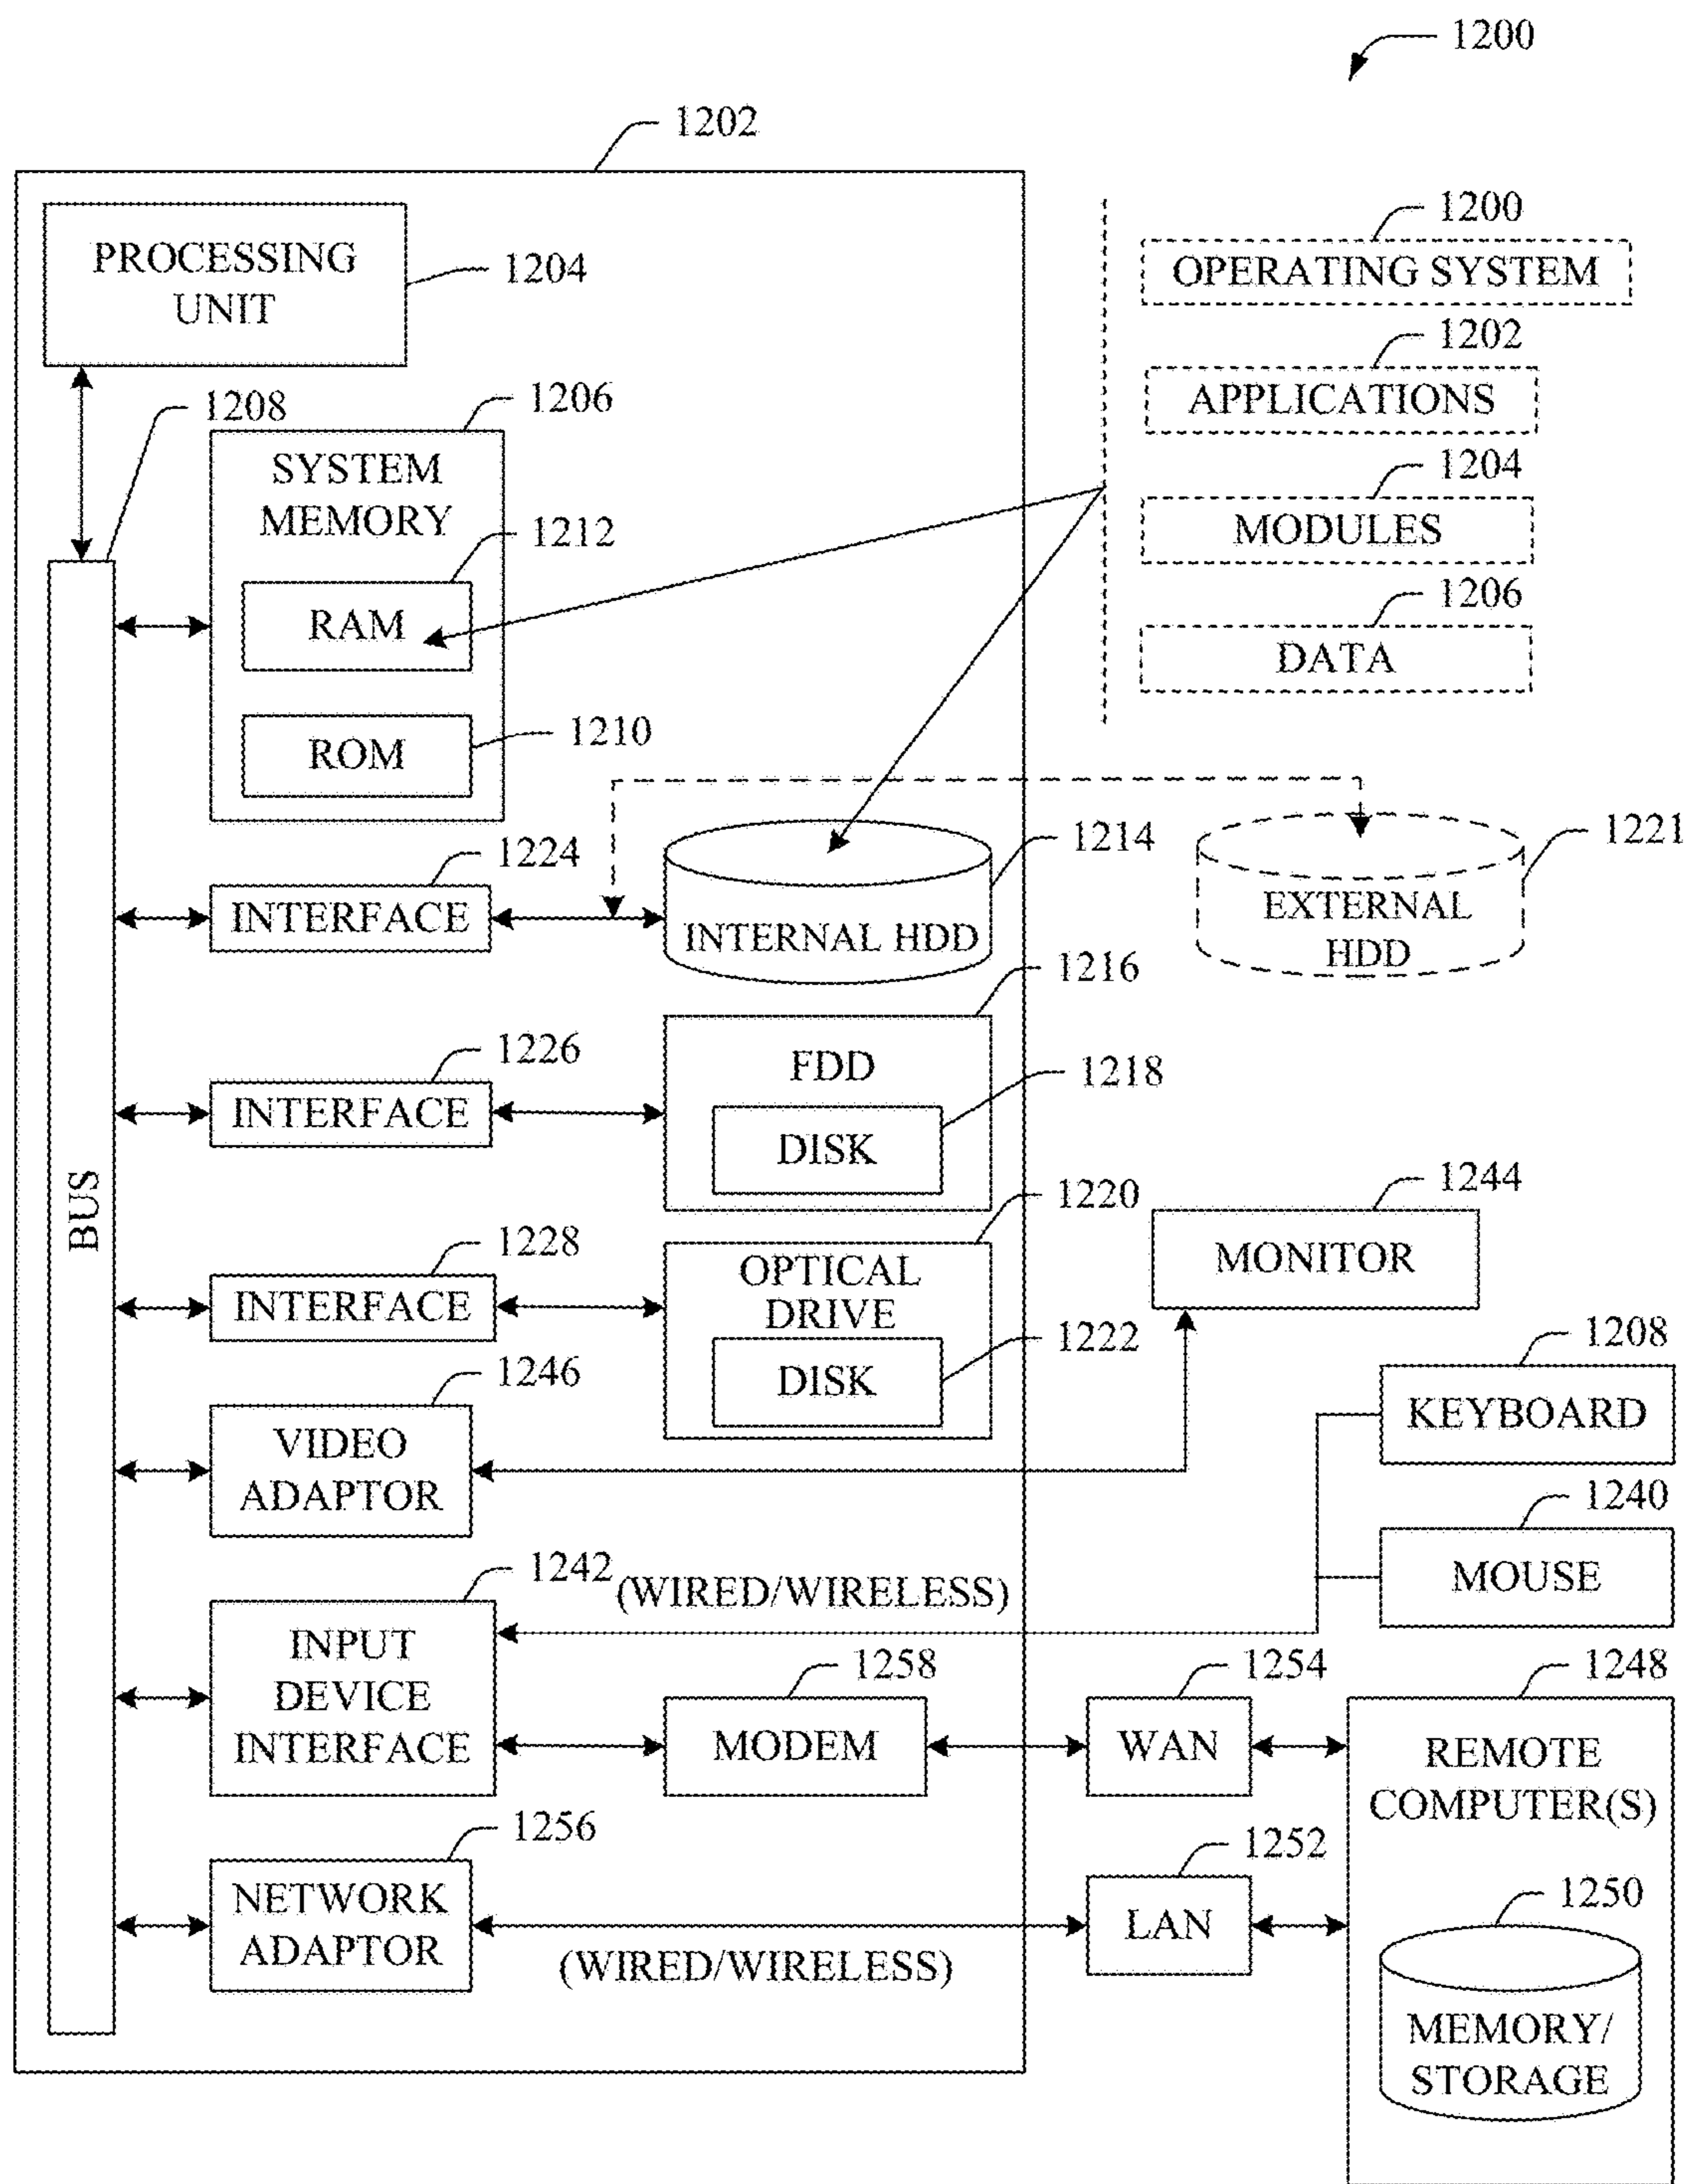 1200
1202
PROCESSING
UNIT
1204
1208
1206
SYSTEM
MEMORY
1212
RAM
1210
ROM
1200
OPERATING SYSTEM
1202
APPLICATIONS
1204
MODULES
1206
DATA
1224
INTERFACE
1214
INTERNAL HDD
1221
EXTERNAL
HDD
1226
INTERFACE
1216
FDD
1218
DISK
BUS
1228
INTERFACE
1220
OPTICAL
DRIVE
1222
DISK
1244
MONITOR
1246
VIDEO
ADAPTOR
1208
KEYBOARD
1240
MOUSE
1242
(WIRED/WIRELESS)
INPUT
DEVICE
INTERFACE
1258
MODEM
1254
WAN
1248
REMOTE
COMPUTER(S)
1256
NETWORK
ADAPTOR
(WIRED/WIRELESS)
1252
LAN
1250
MEMORY/
STORAGE